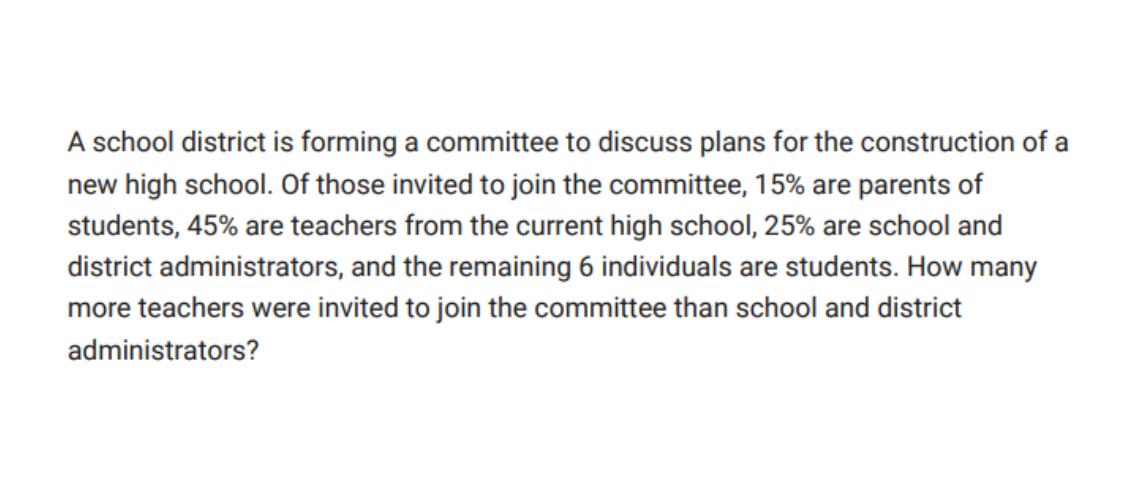 A school district is forming a committee to discuss plans for the construction of a
new high school. Of those invited to join the committee, 15% are parents of
students, 45% are teachers from the current high school, 25% are school and
district administrators, and the remaining 6 individuals are students. How many
more teachers were invited to join the committee than school and district
administrators?